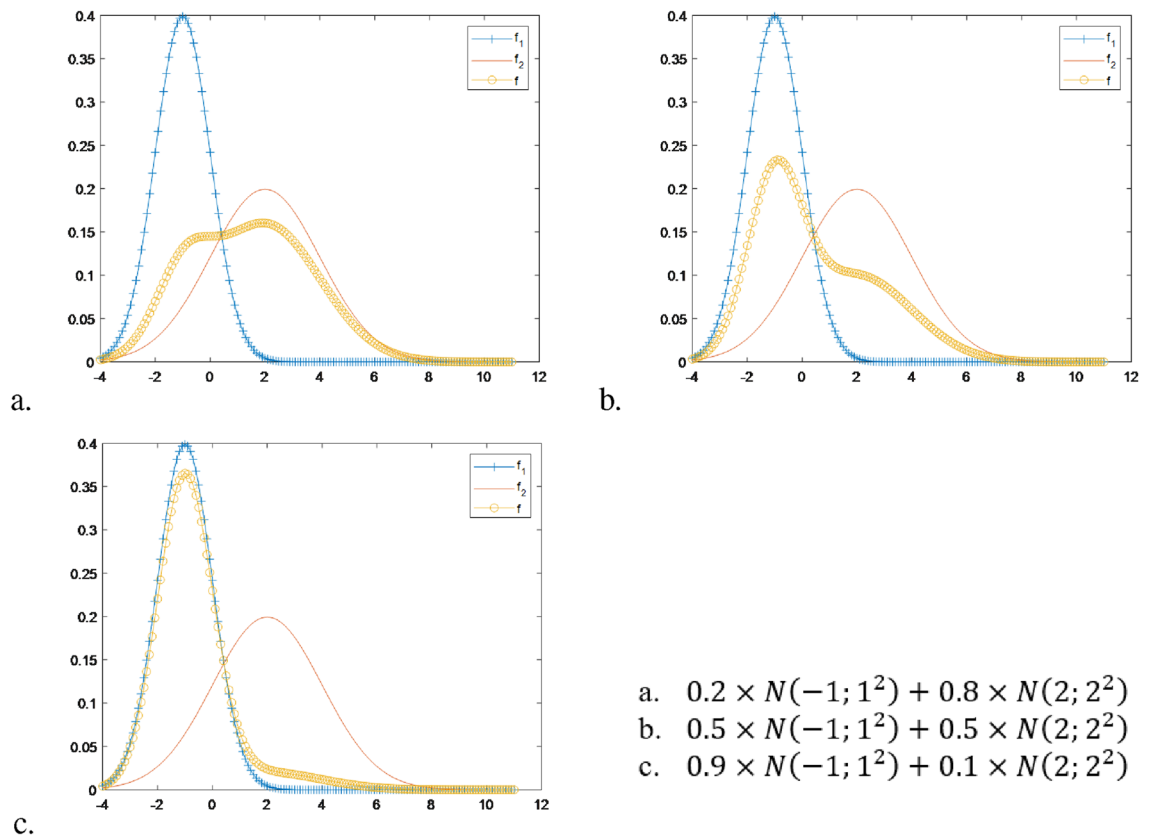 0.4
0.35
0.3
0.25
0.2
0.15
0.1
0.05
0
-4 -2 0 2 4 6 8 10 12
f1
f2
f
a.
0.4
0.35
0.3
0.25
0.2
0.15
0.1
0.05
0
-4 -2 0 2 4 6 8 10 12
f1
f2
f
b.
0.4
0.35
0.3
0.25
0.2
0.15
0.1
0.05
0
-4 -2 0 2 4 6 8 10 12
f1
f2
f
c.
a. 0.2 × N(−1; 1²) + 0.8 × N(2; 2²)
b. 0.5 × N(−1; 1²) + 0.5 × N(2; 2²)
c. 0.9 × N(−1; 1²) + 0.1 × N(2; 2²)